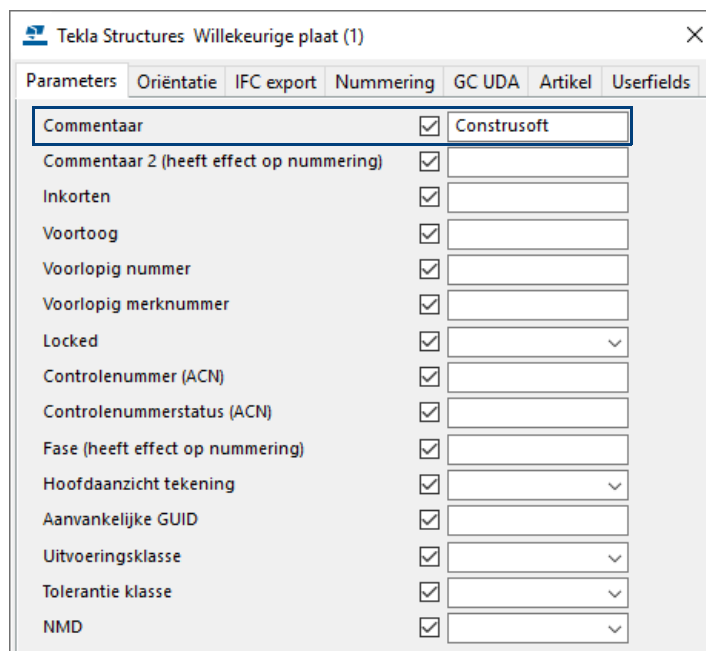 Tekla Structures Willekeurige plaat (1)
Parameters Oriëntatie IFC export Nummering GC UDA Artikel Userfields
Commentaar Construsoft
Commentaar 2 (heeft effect op nummering)
Inkorten
Voortoog
Voorlopig nummer
Voorlopig merknummer
Locked
Controlenummer (ACN)
Controlenummerstatus (ACN)
Fase (heeft effect op nummering)
Hoofdaanzicht tekening
Aanvankelijke GUID
Uitvoeringsklasse
Tolerantie klasse
NMD